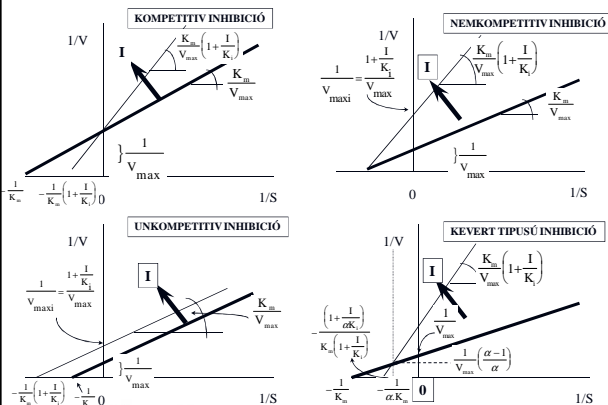 KOMPETITIV INHIBICIÓ
1/V
I
K_m/V_max (1+I/K_i)
K_m/V_max
}1/V_max
-1/K_m
-1/K_m (1+I/K_i)
0
1/S
NEMKOMPETITIV INHIBICIÓ
1/V
1/V_maxi = (1+I/K_i)/V_max
I
K_m/V_max (1+I/K_i)
K_m/V_max
}1/V_max
0
1/S
UNKOMPETITIV INHIBICIÓ
1/V
1/V_maxi = (1+I/K_i)/V_max
I
K_m/V_max
}1/V_max
-1/K_m (1+I/K_i)
-1/K
0
1/S
KEVERT TIPUSÚ INHIBICIÓ
1/V
I
K_m/V_max (1+I/K_i)
-(1+I/αK_i)/K_m(1+I/K_i)
1/V_max
1/V_max ((α-1)/α)
-1/K_m
-1/α.K_m
0
1/S